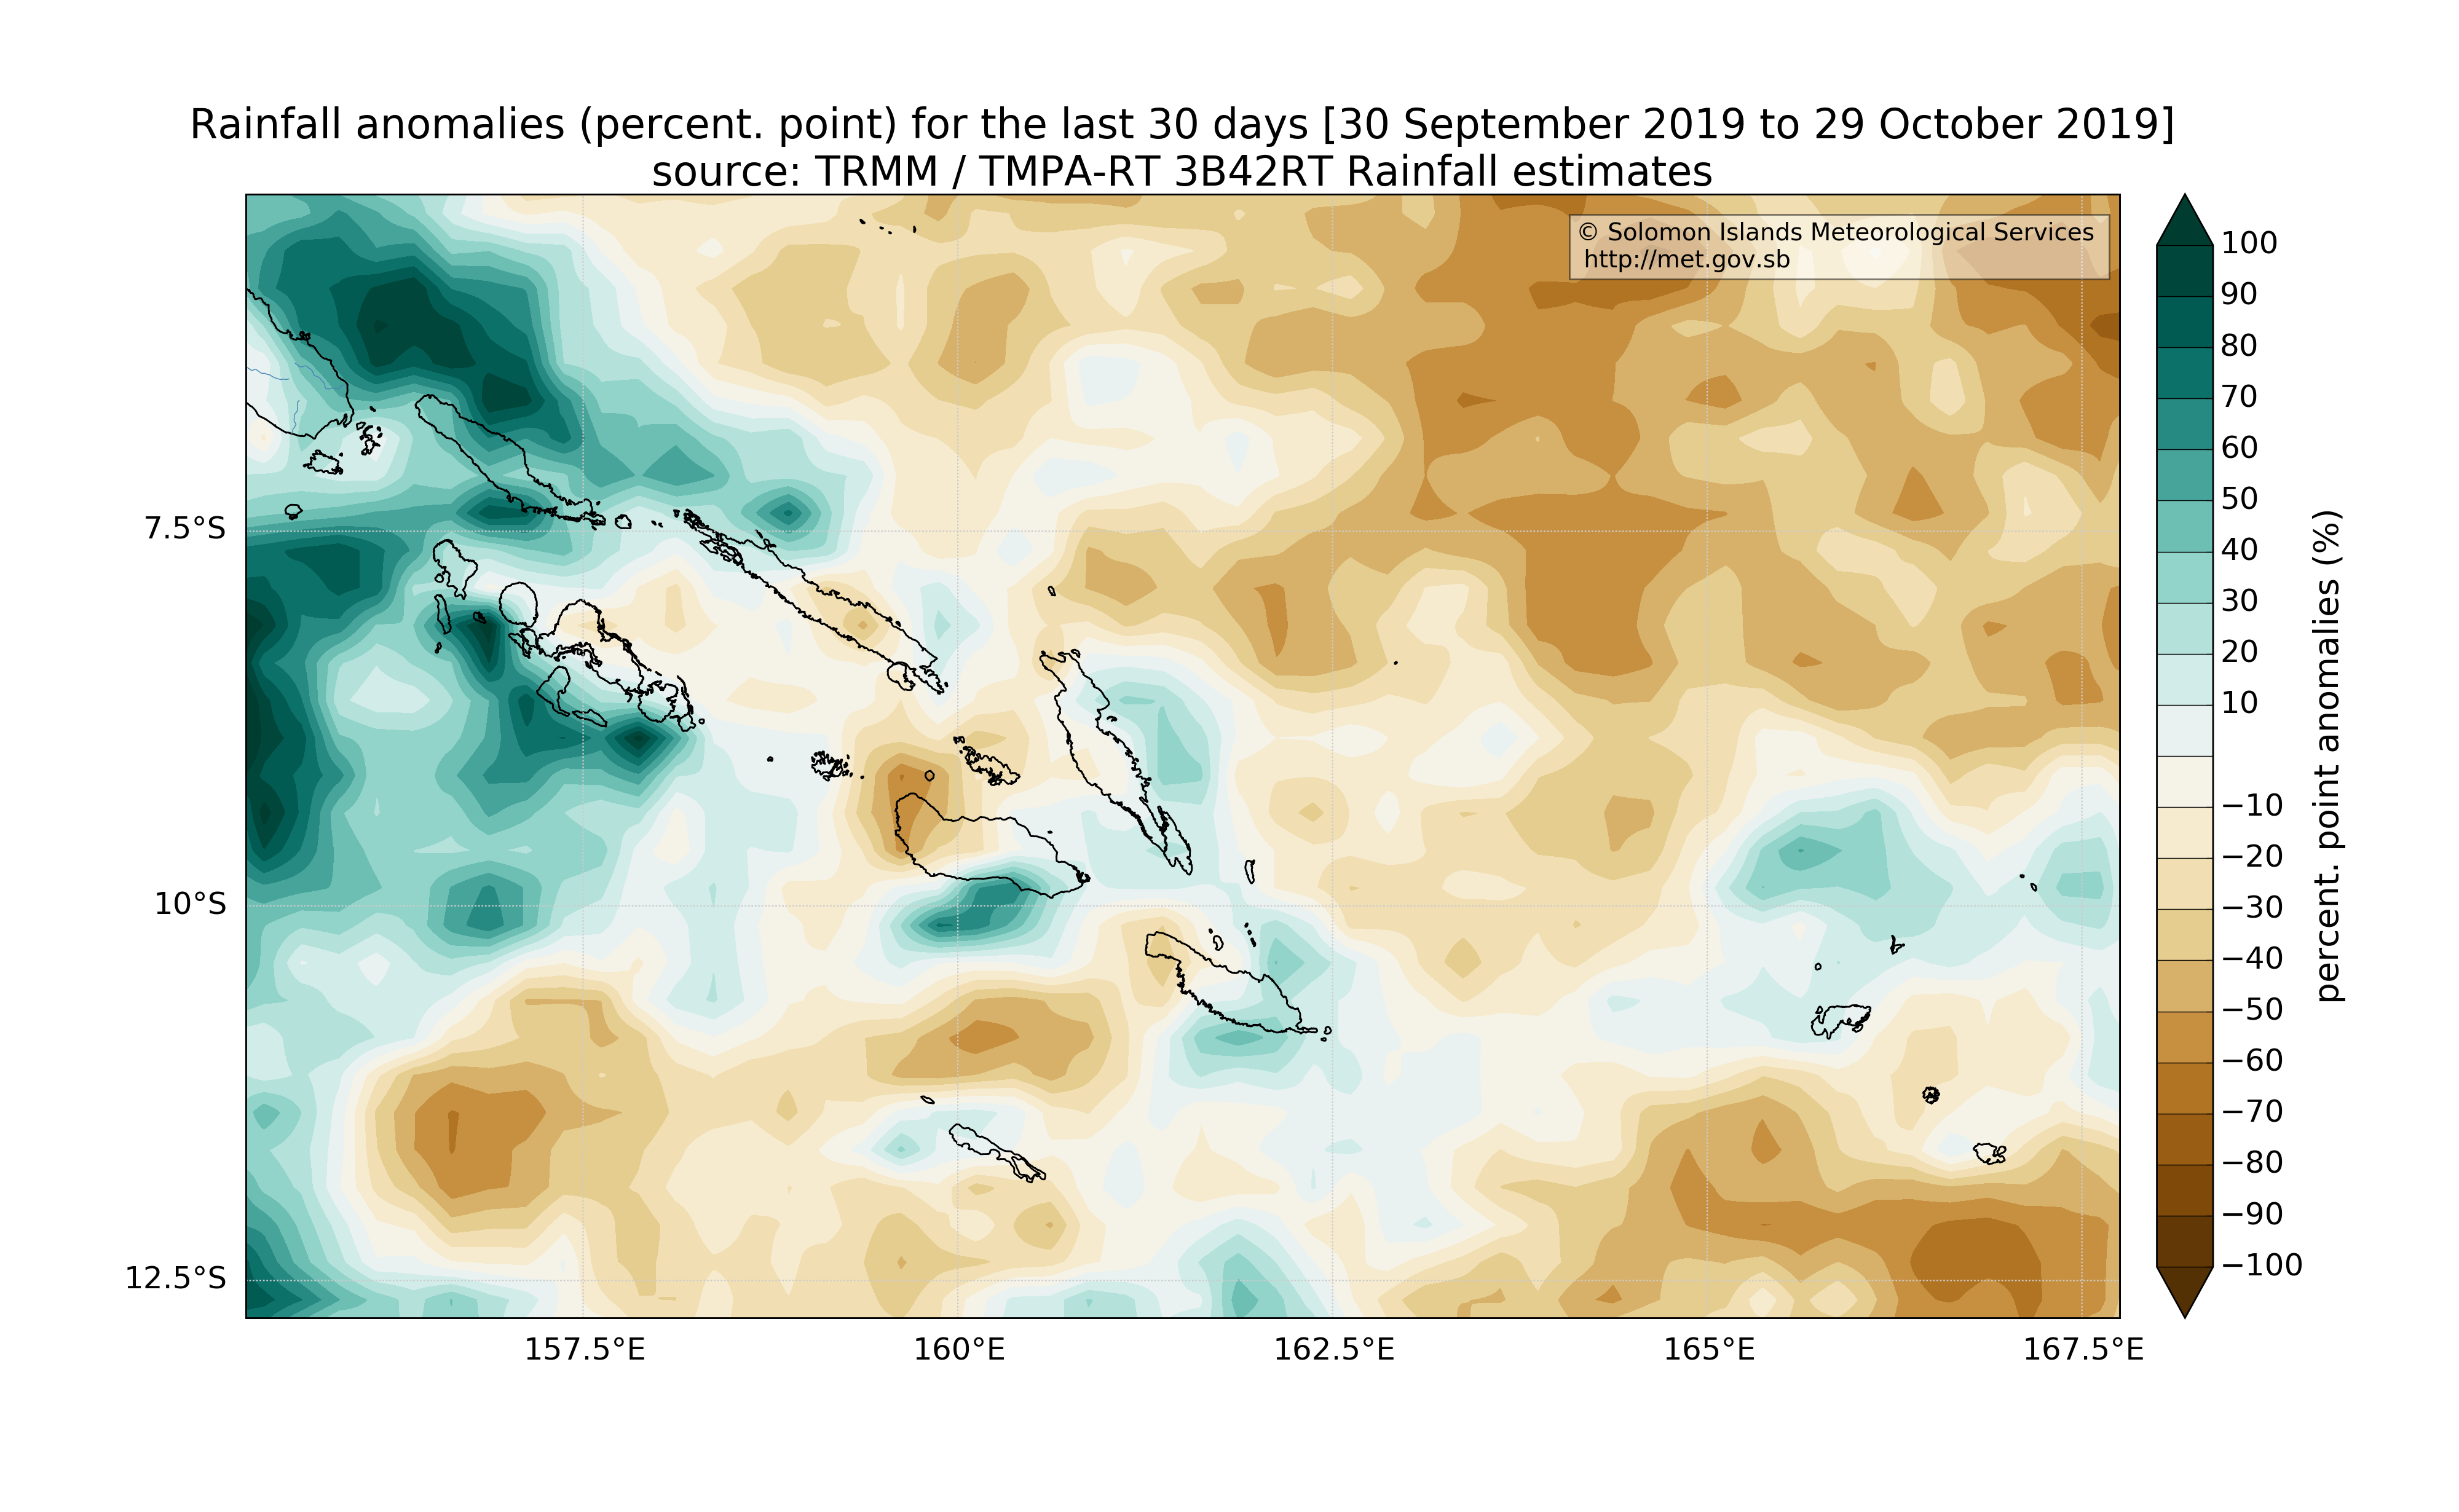 Rainfall anomalies (percent. point) for the last 30 days [30 September 2019 to 29 October 2019]
source: TRMM / TMPA-RT 3B42RT Rainfall estimates
© Solomon Islands Meteorological Services
http://met.gov.sb
7.5°S
10°S
12.5°S
157.5°E
160°E
162.5°E
165°E
167.5°E
100
90
80
70
60
50
40
30
20
10
−10
−20
−30
−40
−50
−60
−70
−80
−90
−100
percent. point anomalies (%)